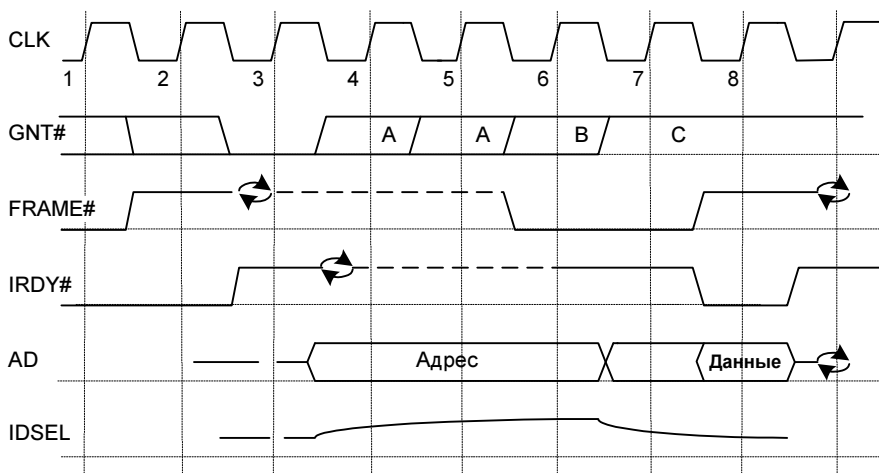 CLK
1 2 3 4 5 6 7 8
GNT# A A B C
FRAME#
IRDY#
AD Адрес Данные
IDSEL